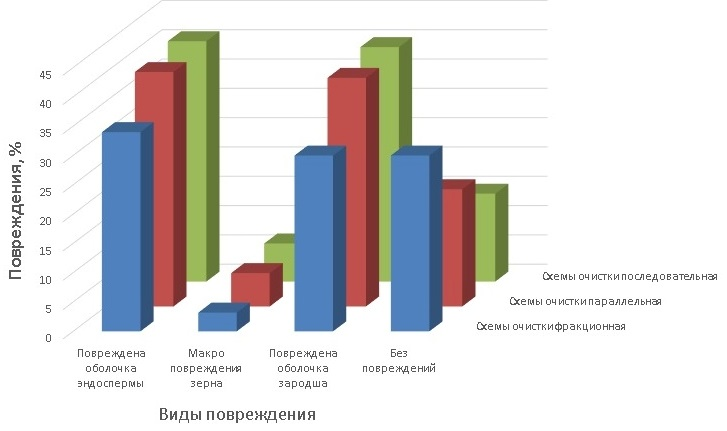 Повреждения, %
45
40
35
30
25
20
15
10
5
0
Схемы очистки последовательная
Схемы очистки параллельная
Схемы очистки фракционная
Повреждена
оболочка
эндоспермы
Макро
повреждения
зерна
Повреждена
оболочка
зародша
Без
повреждений
Виды повреждения